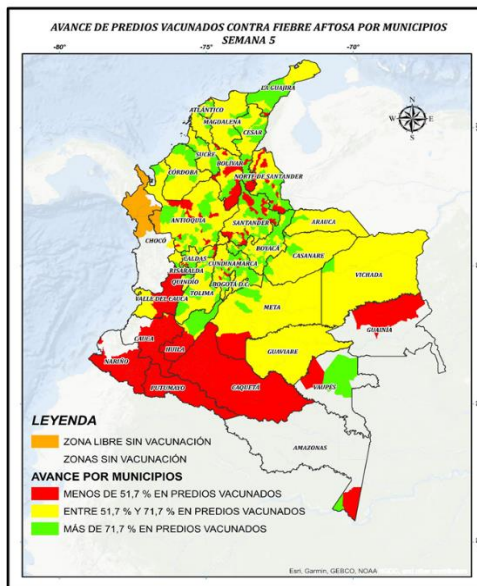 AVANCE DE PREDIOS VACUNADOS CONTRA FIEBRE AFTOSA POR MUNICIPIOS
SEMANA 5
-80°
-75°
-70°
LA GUAJIRA
ATLÁNTICO
MAGDALENA
CESAR
SUCRE
BOLIVAR
CÓRDOBA
NORTE DE SANTANDER
ANTIOQUIA
SANTANDER
ARAUCA
CHOCÓ
BOYACÁ
CASANARE
CALDAS
CUNDINAMARCA
RISARALDA
VICHADA
QUINDIO
BOGOTÁ D.C.
TOLIMA
META
VALLE DEL CAUCA
GUAINIA
CAUCA
HUILA
GUAVIARE
NARIÑO
VAUPÉS
PUTUMAYO
CAQUETA
AMAZONAS
N
W
E
S
LEYENDA
ZONA LIBRE SIN VACUNACIÓN
ZONAS SIN VACUNACIÓN
AVANCE POR MUNICIPIOS
MENOS DE 51,7 % EN PREDIOS VACUNADOS
ENTRE 51,7 % Y 71,7 % EN PREDIOS VACUNADOS
MÁS DE 71,7 % EN PREDIOS VACUNADOS
Esri, Garmin, GEBCO, NOAA